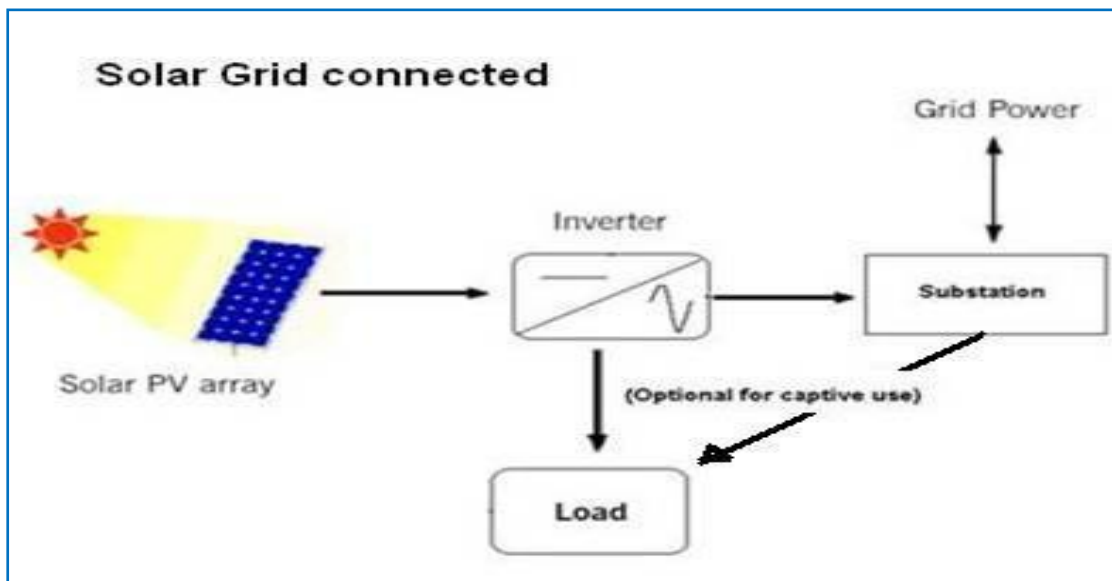 Solar Grid connected
Grid Power
Inverter
Substation
Solar PV array
(Optional for captive use)
Load